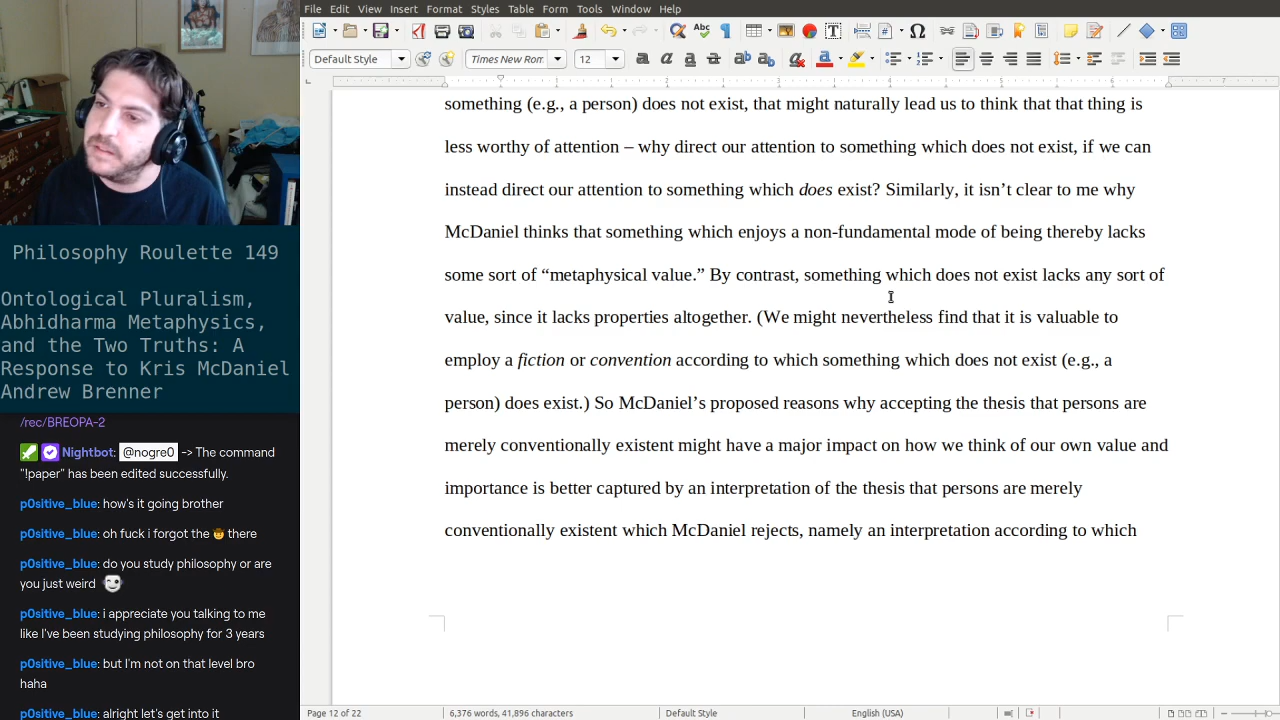 File Edit View Insert Format Styles Table Form Tools Window Help
Default Style
Times New Rom
12
something (e.g., a person) does not exist, that might naturally lead us to think that that thing is
less worthy of attention – why direct our attention to something which does not exist, if we can
instead direct our attention to something which does exist? Similarly, it isn’t clear to me why
McDaniel thinks that something which enjoys a non-fundamental mode of being thereby lacks
some sort of “metaphysical value.” By contrast, something which does not exist lacks any sort of
value, since it lacks properties altogether. (We might nevertheless find that it is valuable to
employ a fiction or convention according to which something which does not exist (e.g., a
person) does exist.) So McDaniel’s proposed reasons why accepting the thesis that persons are
merely conventionally existent might have a major impact on how we think of our own value and
importance is better captured by an interpretation of the thesis that persons are merely
conventionally existent which McDaniel rejects, namely an interpretation according to which
Page 12 of 22
6,376 words, 41,896 characters
Default Style
English (USA)
Philosophy Roulette 149
Ontological Pluralism,
Abhidharma Metaphysics,
and the Two Truths: A
Response to Kris McDaniel
Andrew Brenner
/rec/BREOPA-2
Nightbot: @nogre0 -> The command
"!paper" has been edited successfully.
p0sitive_blue: how's it going brother
p0sitive_blue: oh fuck i forgot the 🤠 there
p0sitive_blue: do you study philosophy or are
you just weird
p0sitive_blue: i appreciate you talking to me
like I've been studying philosophy for 3 years
p0sitive_blue: but I'm not on that level bro
haha
p0sitive_blue: alright let's get into it